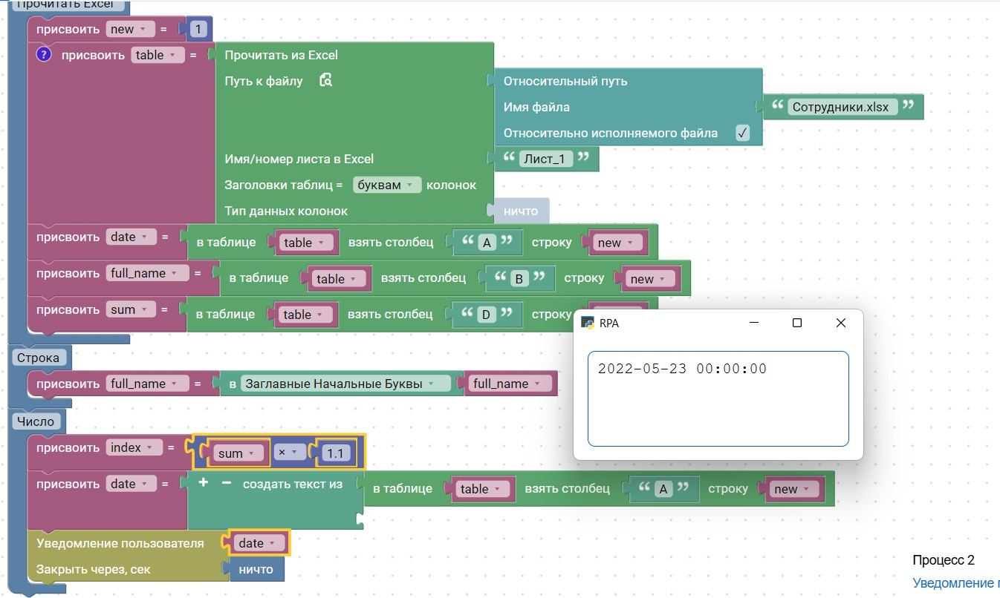 Прочитать Excel
присвоить new = 1
? присвоить table = Прочитать из Excel
Путь к файлу Относительный путь
Имя файла “ Сотрудники.xlsx ”
Относительно исполняемого файла ✓
Имя/номер листа в Excel “ Лист_1 ”
Заголовки таблиц = буквам колонок
Тип данных колонок ничто
присвоить date = в таблице table взять столбец “ A ” строку new
присвоить full_name = в таблице table взять столбец “ B ” строку new
присвоить sum = в таблице table взять столбец “ D ” строку
RPA
2022-05-23 00:00:00
Строка
присвоить full_name = в Заглавные Начальные Буквы full_name
Число
присвоить index = sum × 1.1
присвоить date = + − создать текст из в таблице table взять столбец “ A ” строку new
Уведомление пользователя date
Закрыть через, сек ничто
Процесс 2
Уведомление